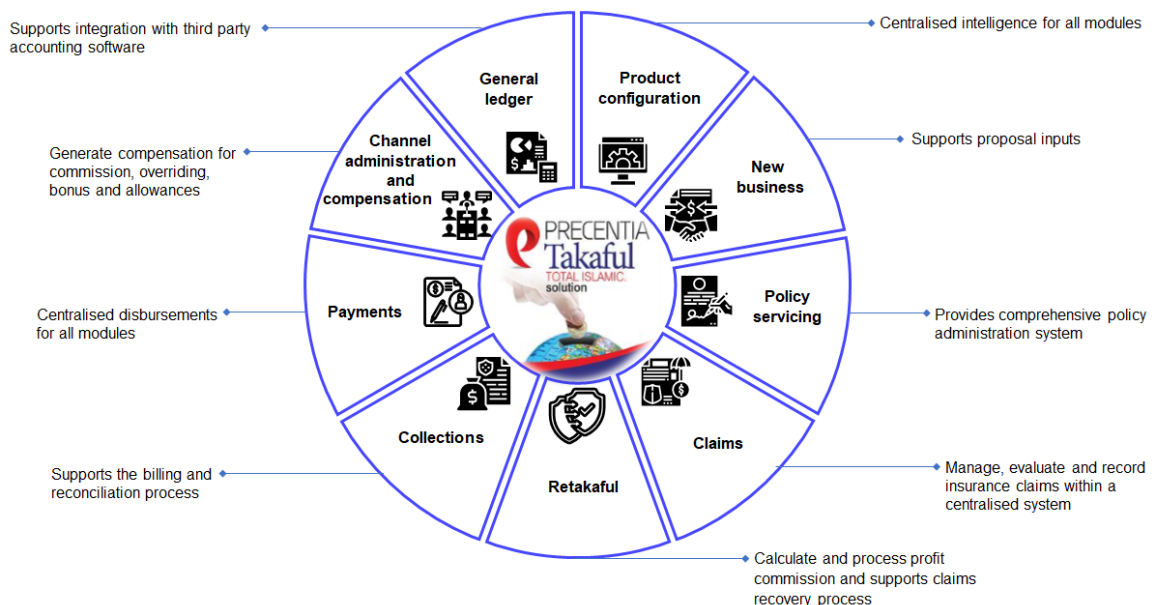 Supports integration with third party
accounting software
Centralised intelligence for all modules
General
ledger
Product
configuration
Generate compensation for
commission, overriding,
bonus and allowances
Channel
administration
and
compensation
New
business
Supports proposal inputs
PRECENTIA
Takaful
TOTAL ISLAMIC.
solution
Centralised disbursements
for all modules
Payments
Policy
servicing
Provides comprehensive policy
administration system
Collections
Claims
Supports the billing and
reconciliation process
Retakaful
Manage, evaluate and record
insurance claims within a
centralised system
Calculate and process profit
commission and supports claims
recovery process